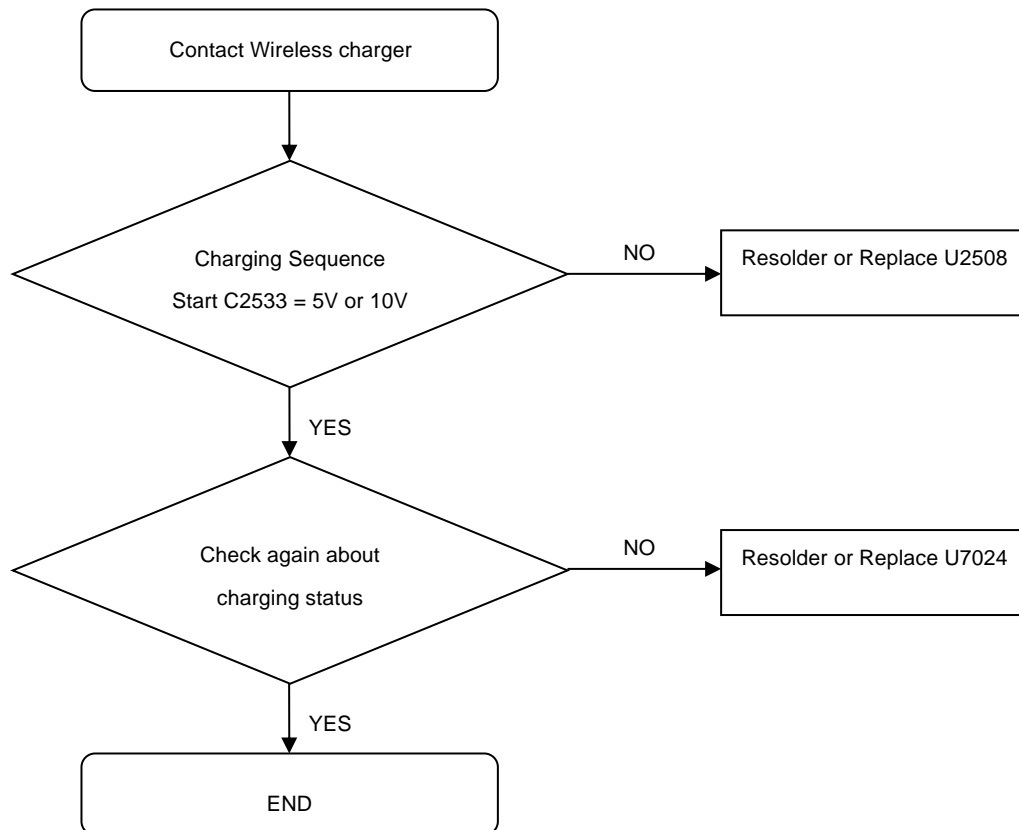 Contact Wireless charger
Charging Sequence
Start C2533 = 5V or 10V
NO
Resolder or Replace U2508
YES
Check again about
charging status
NO
Resolder or Replace U7024
YES
END